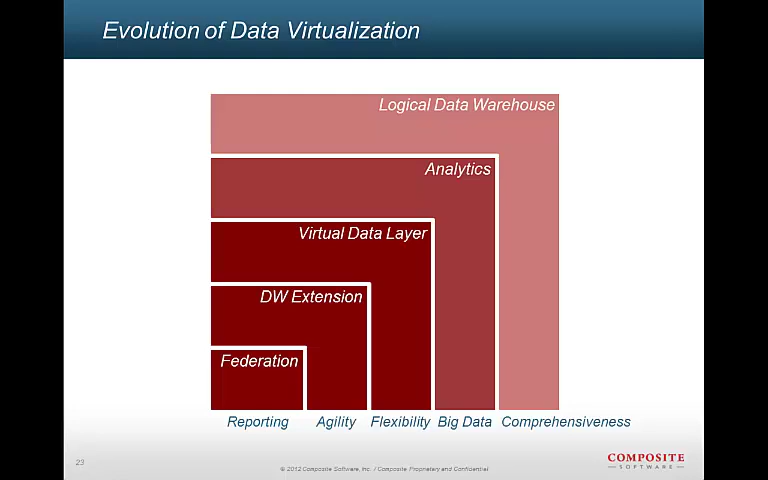 Evolution of Data Virtualization
Logical Data Warehouse
Analytics
Virtual Data Layer
DW Extension
Federation
Reporting Agility Flexibility Big Data Comprehensiveness
23
© 2012 Composite Software, Inc. / Composite Proprietary and Confidential
COMPOSITE
SOFTWARE